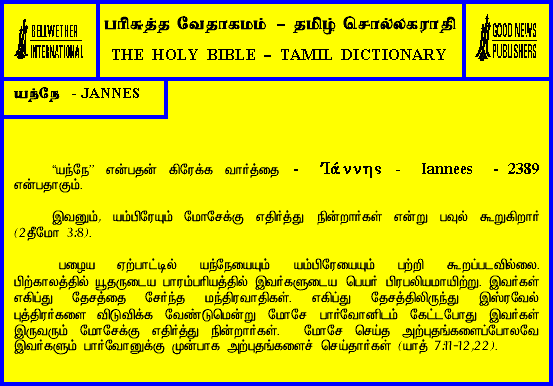 BELLWETHER
INTERNATIONAL
பரிசுத்த வேதாகமம் – தமிழ் சொல்லகராதி
THE HOLY BIBLE – TAMIL DICTIONARY
GOOD NEWS
PUBLISHERS
யந்நே - JANNES
“யந்நே” என்பதன் கிரேக்க வார்த்தை - Ἰάννης - Iannees - 2389
என்பதாகும்.
இவனும், யம்பிரேயும் மோசேக்கு எதிர்த்து நின்றார்கள் என்று பவுல் கூறுகிறார்
(2தீமோ 3:8).
பழைய ஏற்பாட்டில் யந்நேயையும் யம்பிரேயையும் பற்றி கூறப்படவில்லை.
பிற்காலத்தில் யூதருடைய பாரம்பரியத்தில் இவர்களுடைய பெயர் பிரபலியமாயிற்று. இவர்கள்
எகிப்து தேசத்தை சேர்ந்த மந்திரவாதிகள். எகிப்து தேசத்திலிருந்து இஸ்ரவேல்
புத்திரர்களை விடுவிக்க வேண்டுமென்று மோசே பார்வோனிடம் கேட்டபோது இவர்கள்
இருவரும் மோசேக்கு எதிர்த்து நின்றார்கள். மோசே செய்த அற்புதங்களைப்போலவே
இவர்களும் பார்வோனுக்கு முன்பாக அற்புதங்களைச் செய்தார்கள் (யாத் 7:11-12,22).